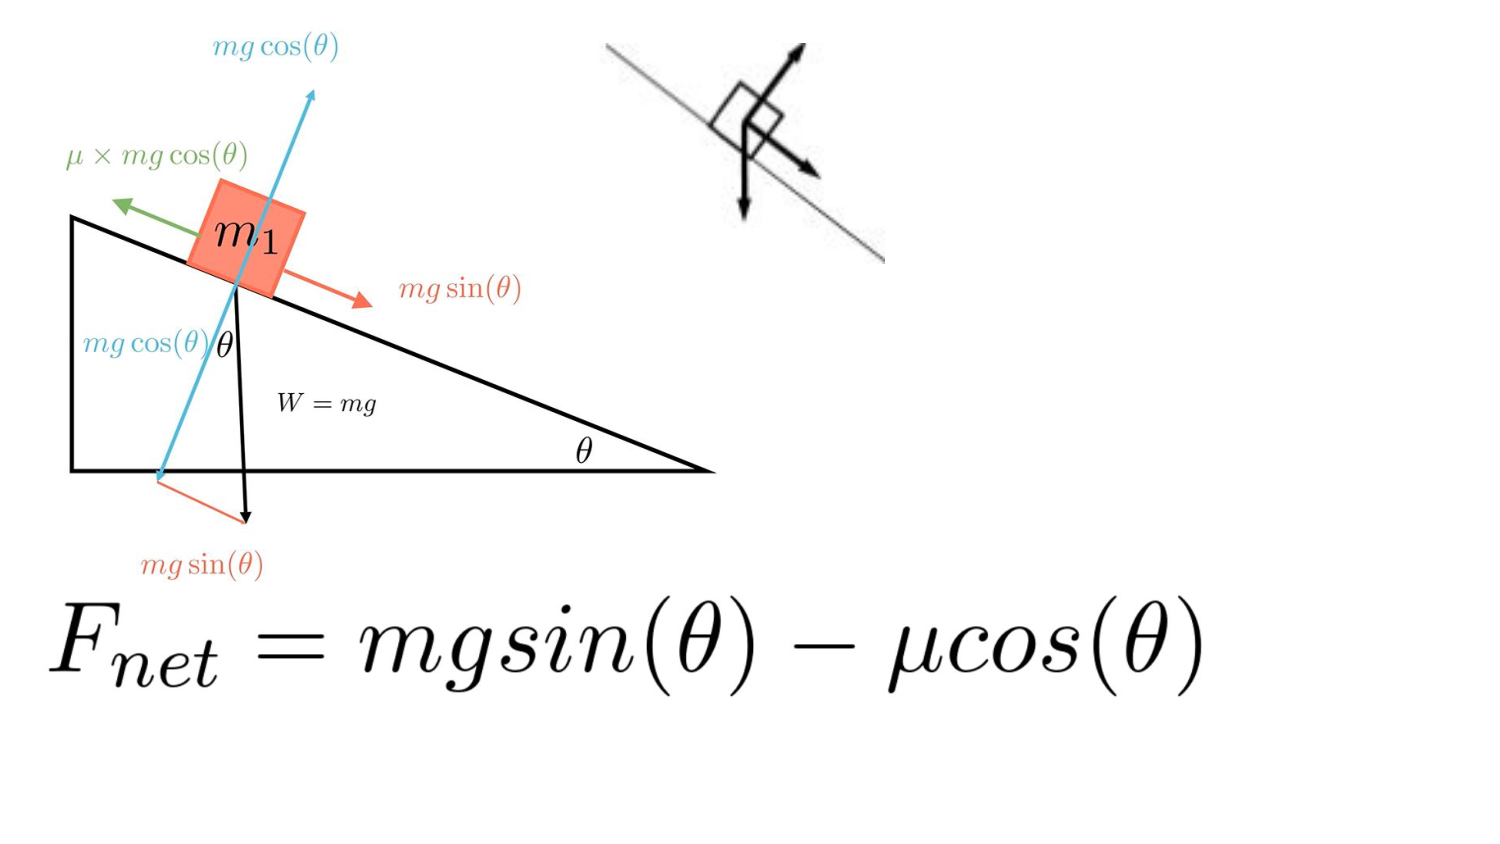 mg cos(θ)
μ × mg cos(θ)
m₁
mg sin(θ)
mg cos(θ)
θ
W = mg
θ
mg sin(θ)
Fₙₑₜ = mgsin(θ) − μcos(θ)